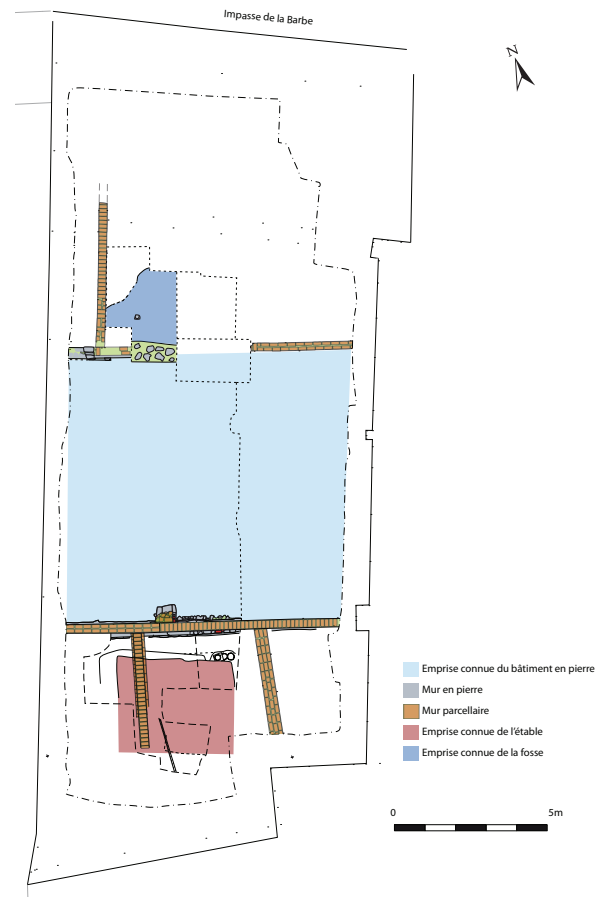 Impasse de la Barbe
N
Emprise connue du bâtiment en pierre
Mur en pierre
Mur parcellaire
Emprise connue de l'étable
Emprise connue de la fosse
0 5m